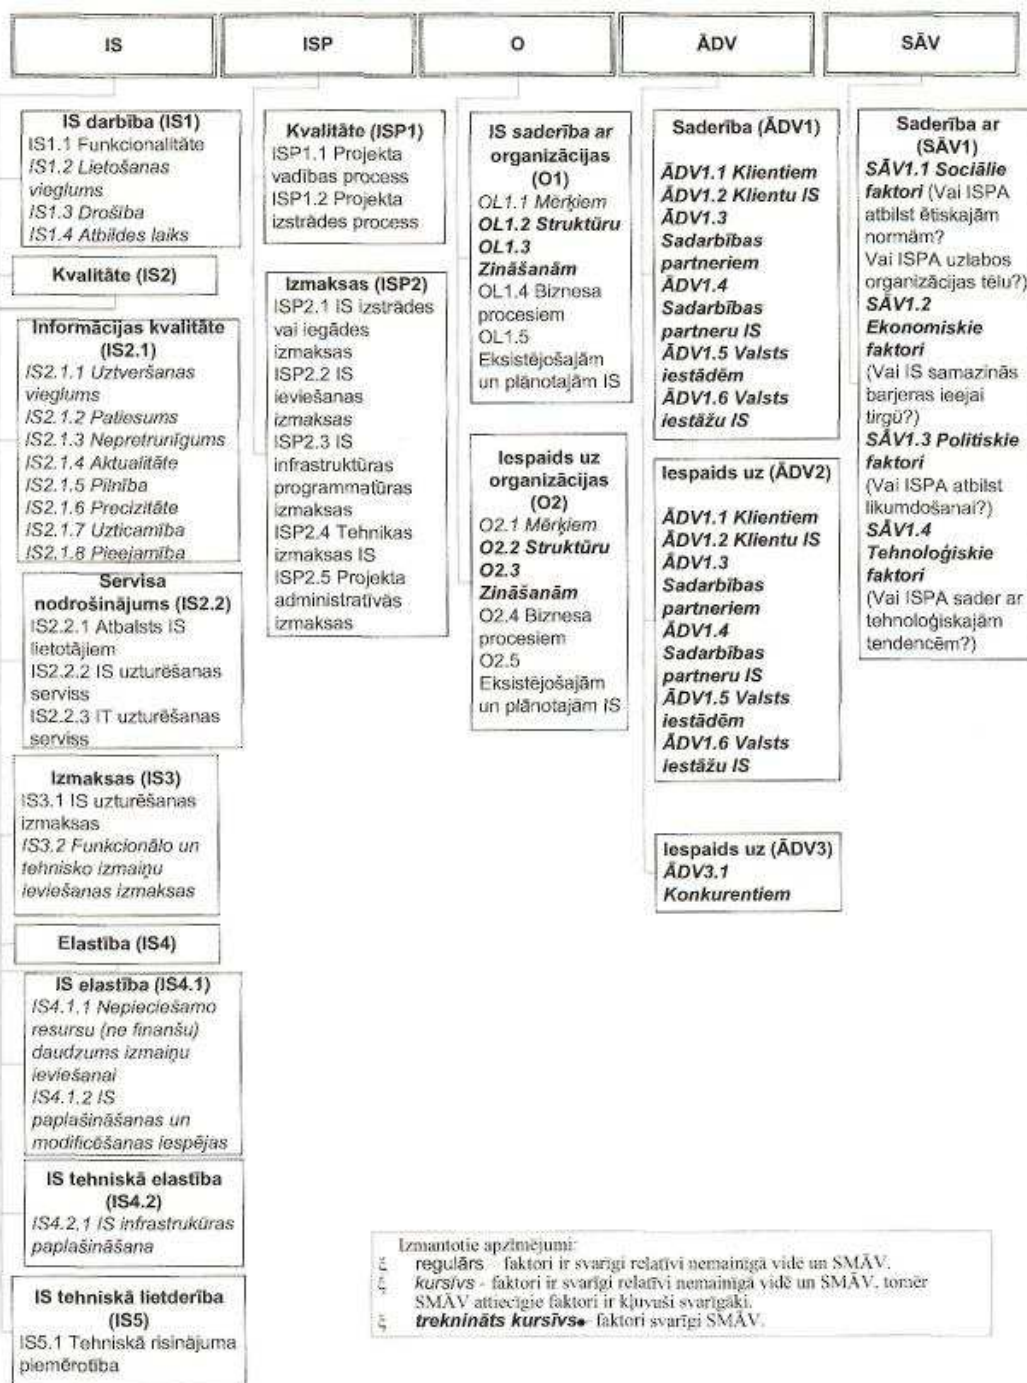 IS
ISP
O
ĀDV
SĀV
IS darbība (IS1)
IS1.1 Funkcionalitāte
IS1.2 Lietošanas
vieglums
IS1.3 Drošība
IS1.4 Atbildes laiks
Kvalitāte (IS2)
Informācijas kvalitāte
(IS2.1)
IS2.1.1 Uztveršanas
vieglums
IS2.1.2 Patiesums
IS2.1.3 Nepretrunīgums
IS2.1.4 Aktualitāte
IS2.1.5 Pilnība
IS2.1.6 Precizitāte
IS2.1.7 Uzticamība
IS2.1.8 Pieejamība
Servisa
nodrošinājums (IS2.2)
IS2.2.1 Atbalsts IS
lietotājiem
IS2.2.2 IS uzturēšanas
serviss
IS2.2.3 IT uzturēšanas
serviss
Izmaksas (IS3)
IS3.1 IS uzturēšanas
izmaksas
IS3.2 Funkcionālo un
tehnisko izmaiņu
ieviešanas izmaksas
Elastība (IS4)
IS elastība (IS4.1)
IS4.1.1 Nepieciešamo
resursu (ne finanšu)
daudzums izmaiņu
ieviešanai
IS4.1.2 IS
paplašināšanas un
modificēšanas iespējas
IS tehniskā elastība
(IS4.2)
IS4.2.1 IS infrastrukūras
paplašināšana
IS tehniskā lietderība
(IS5)
IS5.1 Tehniskā risinājuma
piemērotība
Kvalitāte (ISP1)
ISP1.1 Projekta
vadības process
ISP1.2 Projekta
izstrādes process
Izmaksas (ISP2)
ISP2.1 IS izstrādes
vai iegādes
izmaksas
ISP2.2 IS
ieviešanas
izmaksas
ISP2.3 IS
infrastruktūras
programmatūras
izmaksas
ISP2.4 Tehnikas
izmaksas IS
ISP2.5 Projekta
administratīvās
izmaksas
IS saderība ar
organizācijas
(O1)
OL1.1 Mērķiem
OL1.2 Struktūru
OL1.3
Zināšanām
OL1.4 Biznesa
procesiem
OL1.5
Eksistējošajām
un plānotajām IS
Iespaids uz
organizācijas
(O2)
O2.1 Mērķiem
O2.2 Struktūru
O2.3
Zināšanām
O2.4 Biznesa
procesiem
O2.5
Eksistējošajām
un plānotajām IS
Saderība (ĀDV1)
ĀDV1.1 Klientiem
ĀDV1.2 Klientu IS
ĀDV1.3
Sadarbības
partneriem
ĀDV1.4
Sadarbības
partneru IS
ĀDV1.5 Valsts
iestādēm
ĀDV1.6 Valsts
iestāžu IS
Iespaids uz (ĀDV2)
ĀDV1.1 Klientiem
ĀDV1.2 Klientu IS
ĀDV1.3
Sadarbības
partneriem
ĀDV1.4
Sadarbības
partneru IS
ĀDV1.5 Valsts
iestādēm
ĀDV1.6 Valsts
iestāžu IS
Iespaids uz (ĀDV3)
ĀDV3.1
Konkurentiem
Saderība ar
(SĀV1)
SĀV1.1 Sociālie
faktori (Vai ISPA
atbilst ētiskajām
normām?
Vai ISPA uzlabos
organizācijas tēlu?)
SĀV1.2
Ekonomiskie
faktori
(Vai IS samazinās
barjeras ieejai
tirgū?)
SĀV1.3 Politiskie
faktori
(Vai ISPA atbilst
likumdošanai?)
SĀV1.4
Tehnoloģiskie
faktori
(Vai ISPA sader ar
tehnoloģiskajām
tendencēm?)
Izmantotie apzīmējumi:
ξ regulārs - faktori ir svarīgi relatīvi nemainīgā vidē un SMĀV.
ξ kursīvs - faktori ir svarīgi relatīvi nemainīgā vidē un SMĀV, tomēr
SMĀV attiecīgie faktori ir kļuvuši svarīgāki.
ξ treknināts kursīvs - faktori svarīgi SMĀV.